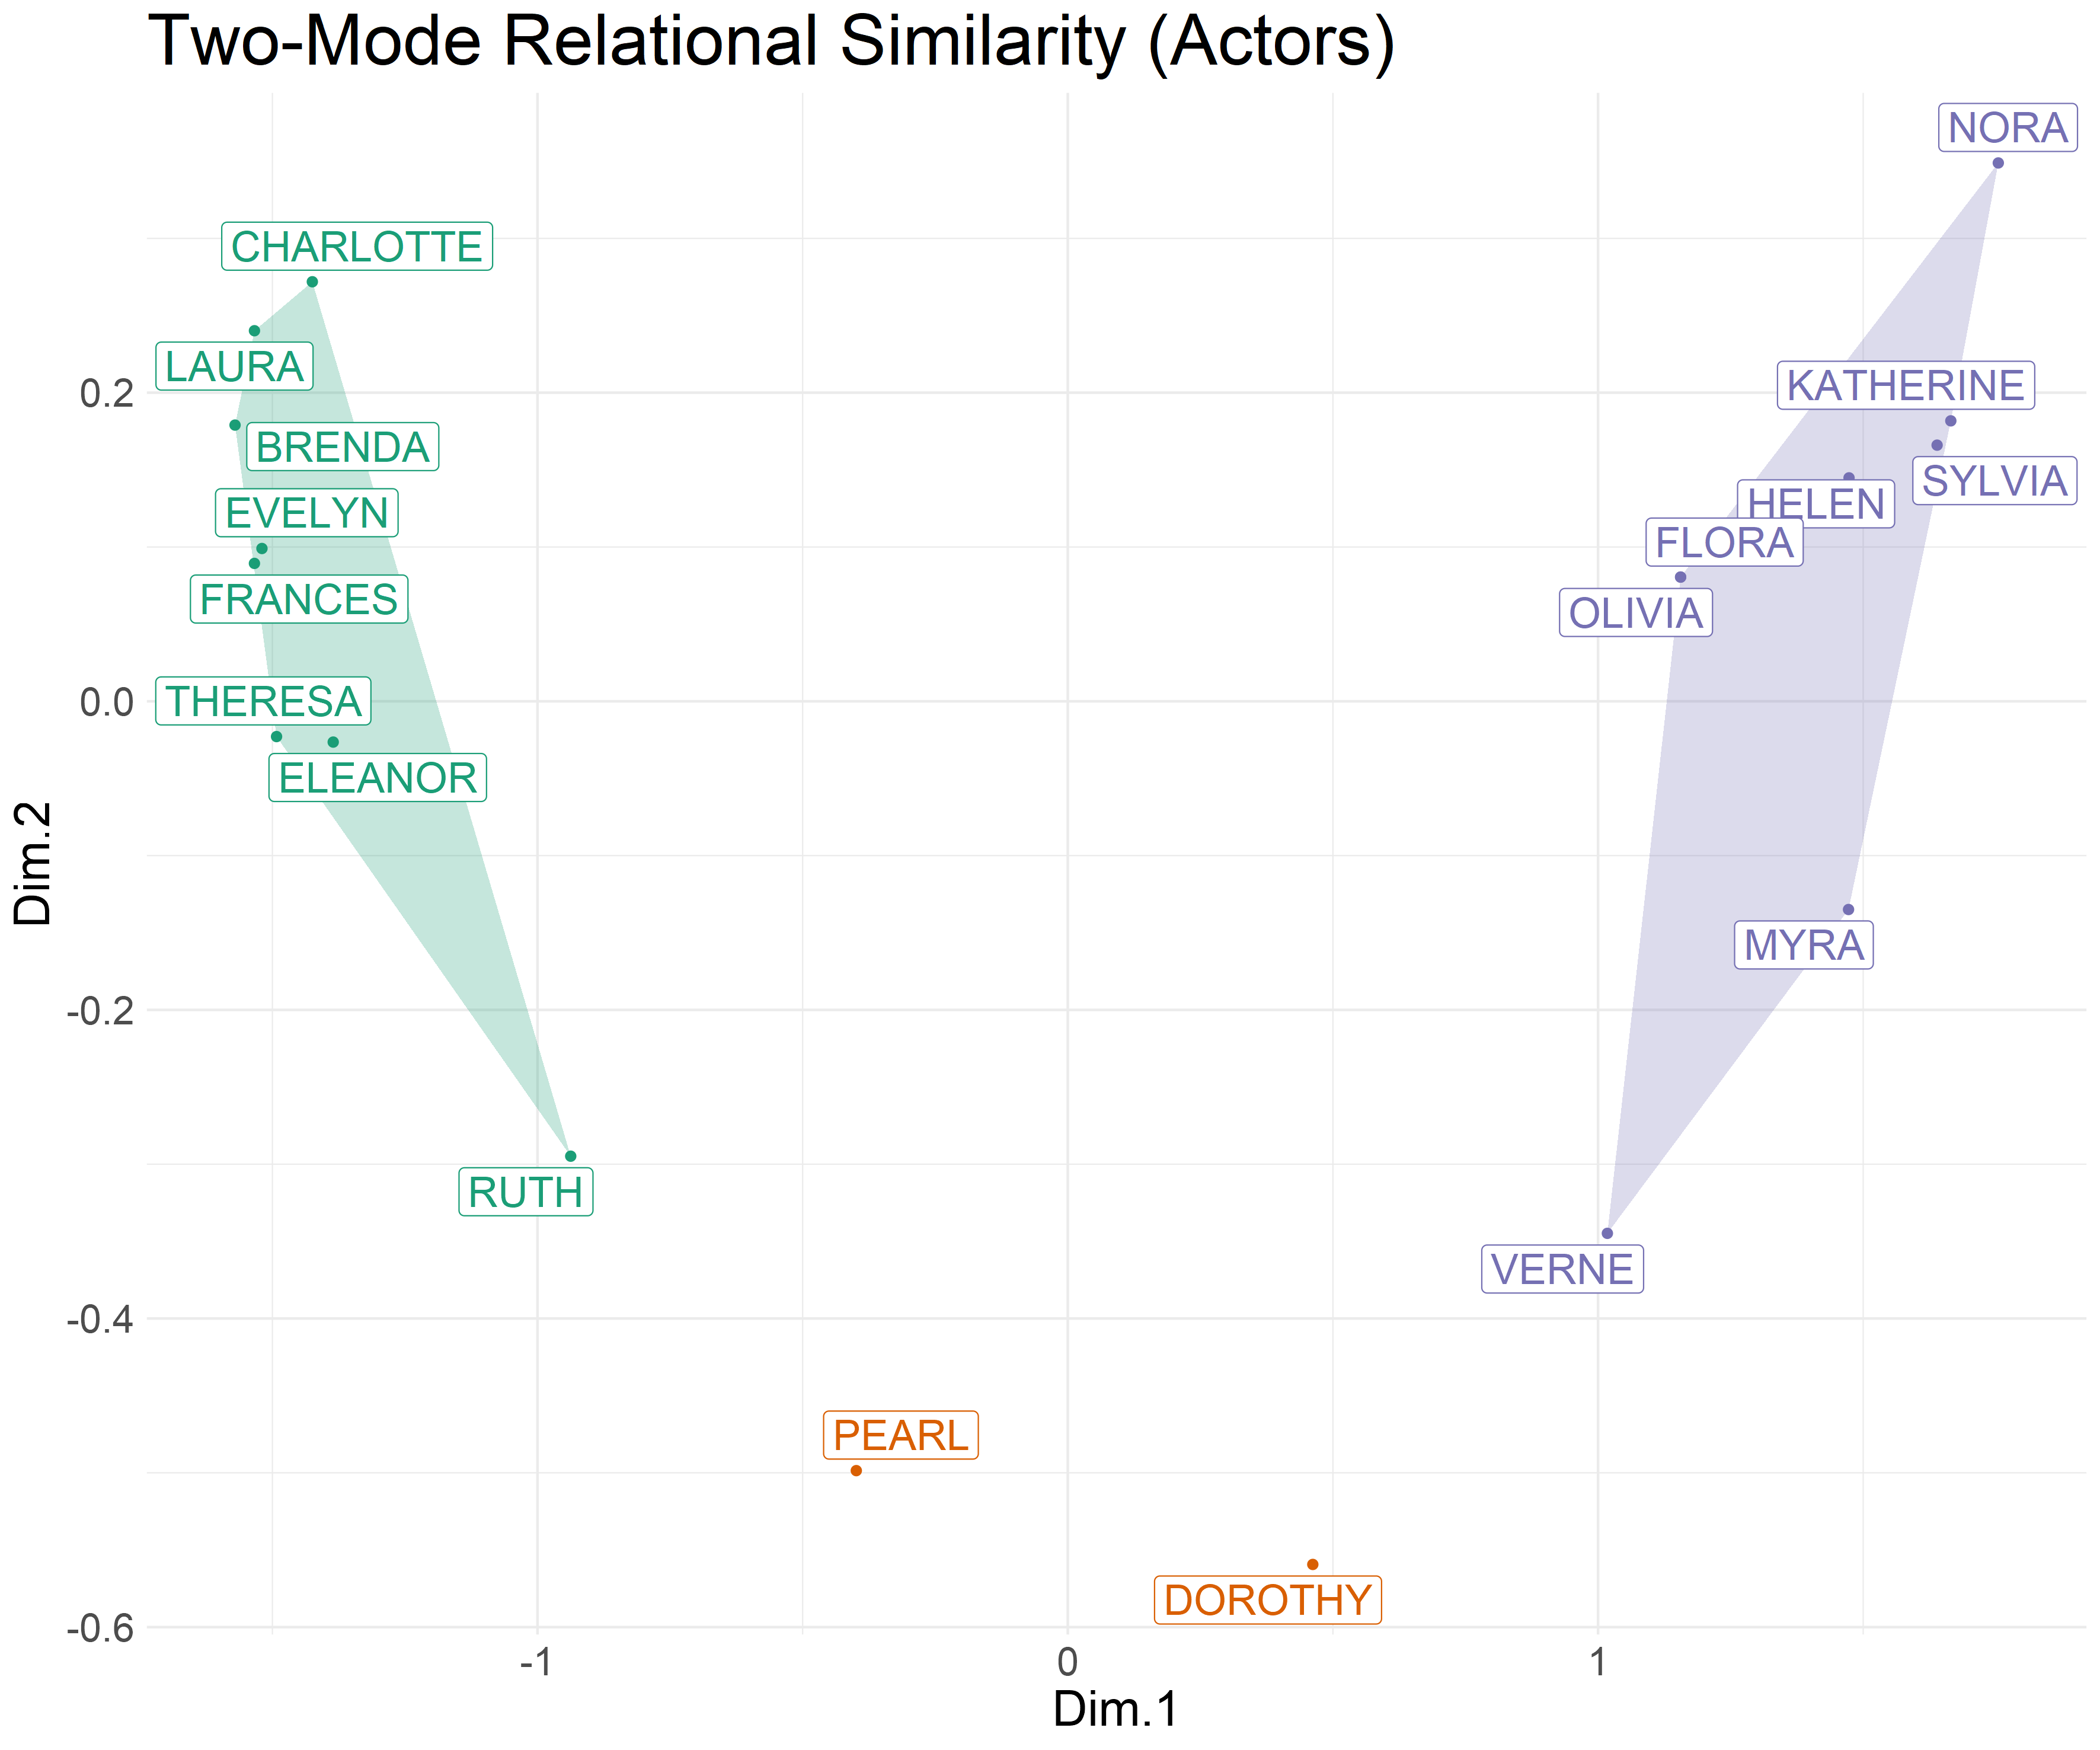 Two-Mode Relational Similarity (Actors)
NORA
CHARLOTTE
LAURA
KATHERINE
0.2
BRENDA
SYLVIA
HELEN
EVELYN
FLORA
FRANCES
OLIVIA
THERESA
0.0
ELEANOR
Dim.2
MYRA
-0.2
RUTH
VERNE
-0.4
PEARL
DOROTHY
-0.6
-1
0
1
Dim.1